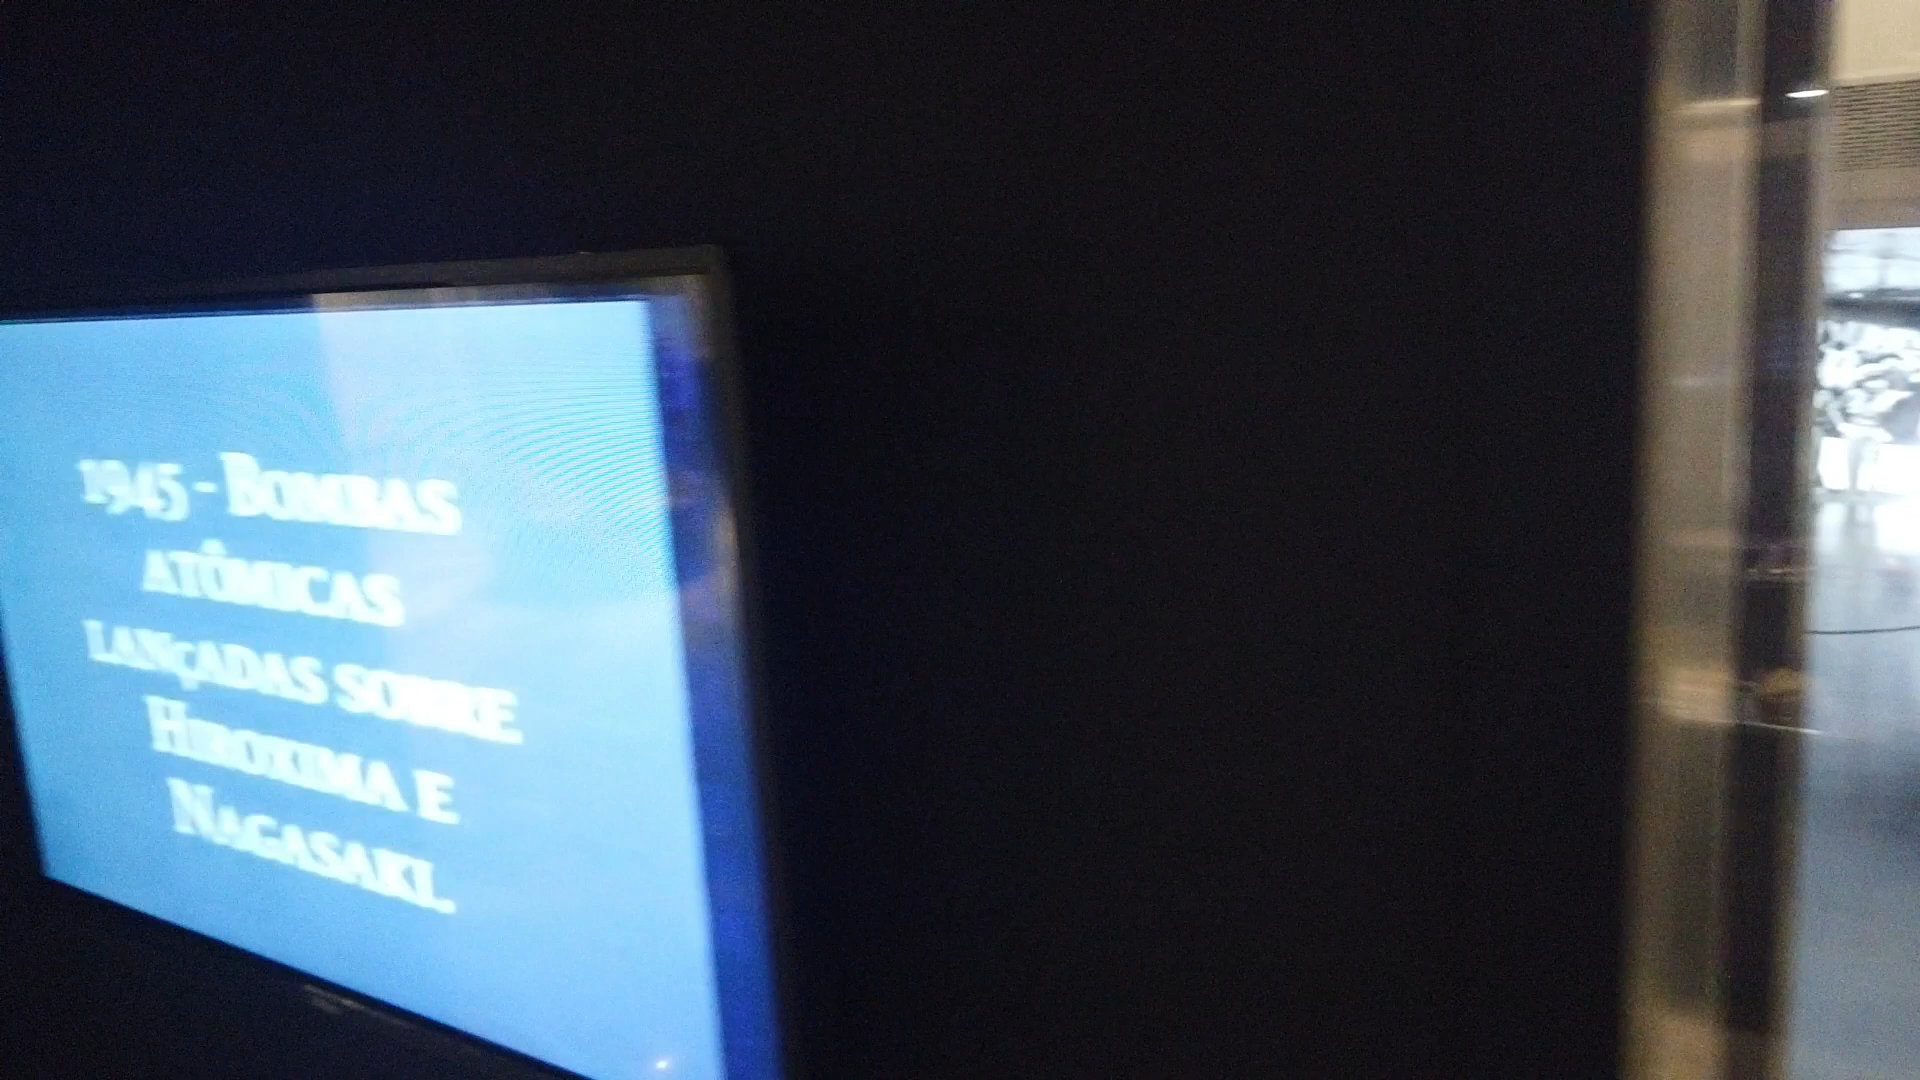 1945 - Bombas
atômicas
lançadas sobre
Hiroxima e
Nagasaki.